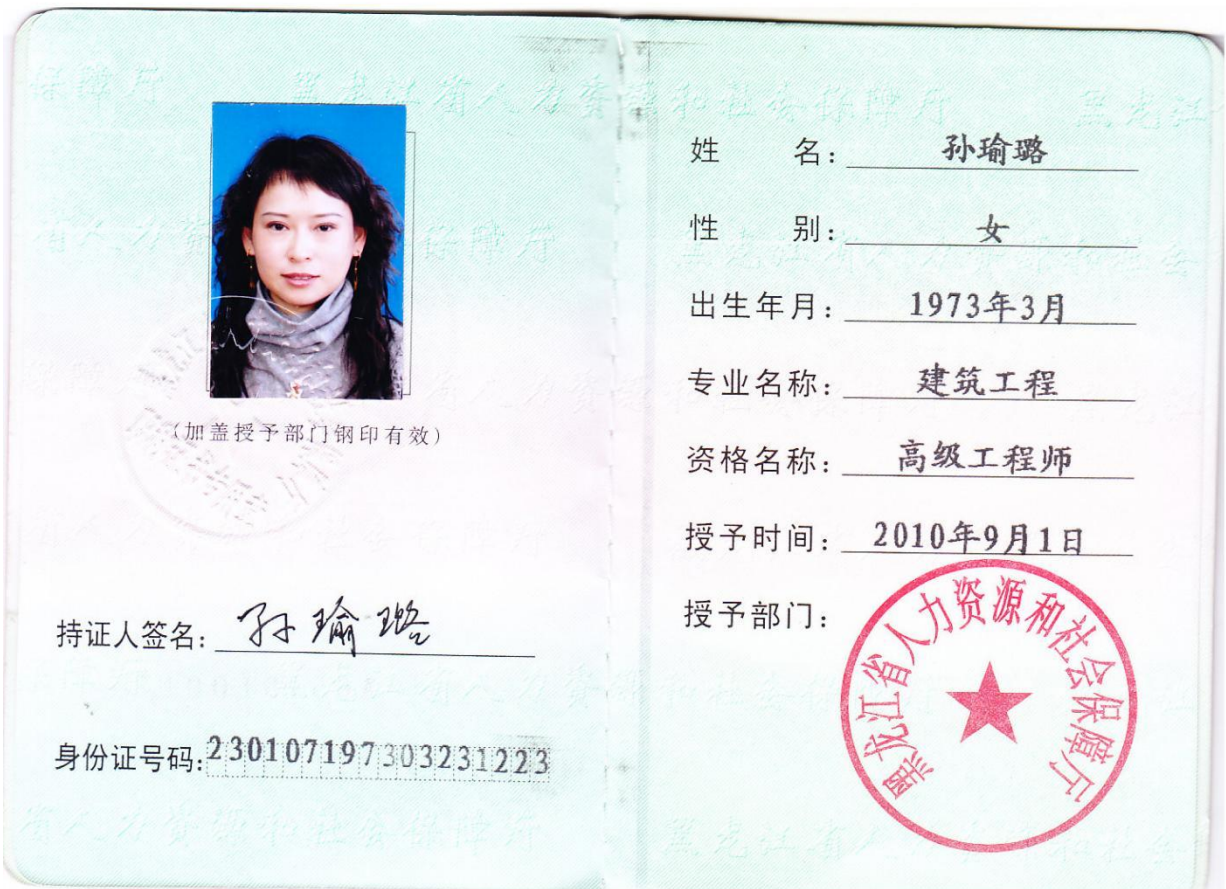 (加盖授予部门钢印有效)
持证人签名: 孙瑜璐
身份证号码: 230107197303231223
姓 名: 孙瑜璐
性 别: 女
出生年月: 1973年3月
专业名称: 建筑工程
资格名称: 高级工程师
授予时间: 2010年9月1日
授予部门:
黑龙江省人力资源和社会保障厅